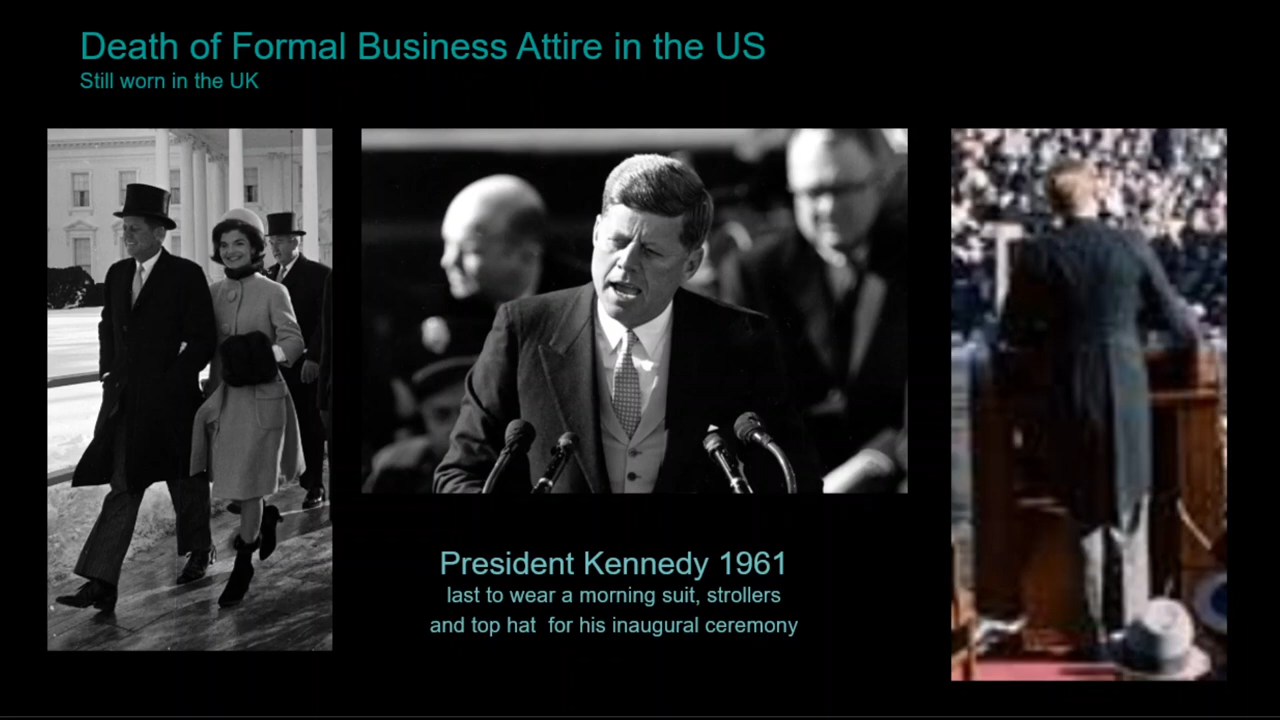 Death of Formal Business Attire in the US
Still worn in the UK
President Kennedy 1961
last to wear a morning suit, strollers
and top hat  for his inaugural ceremony